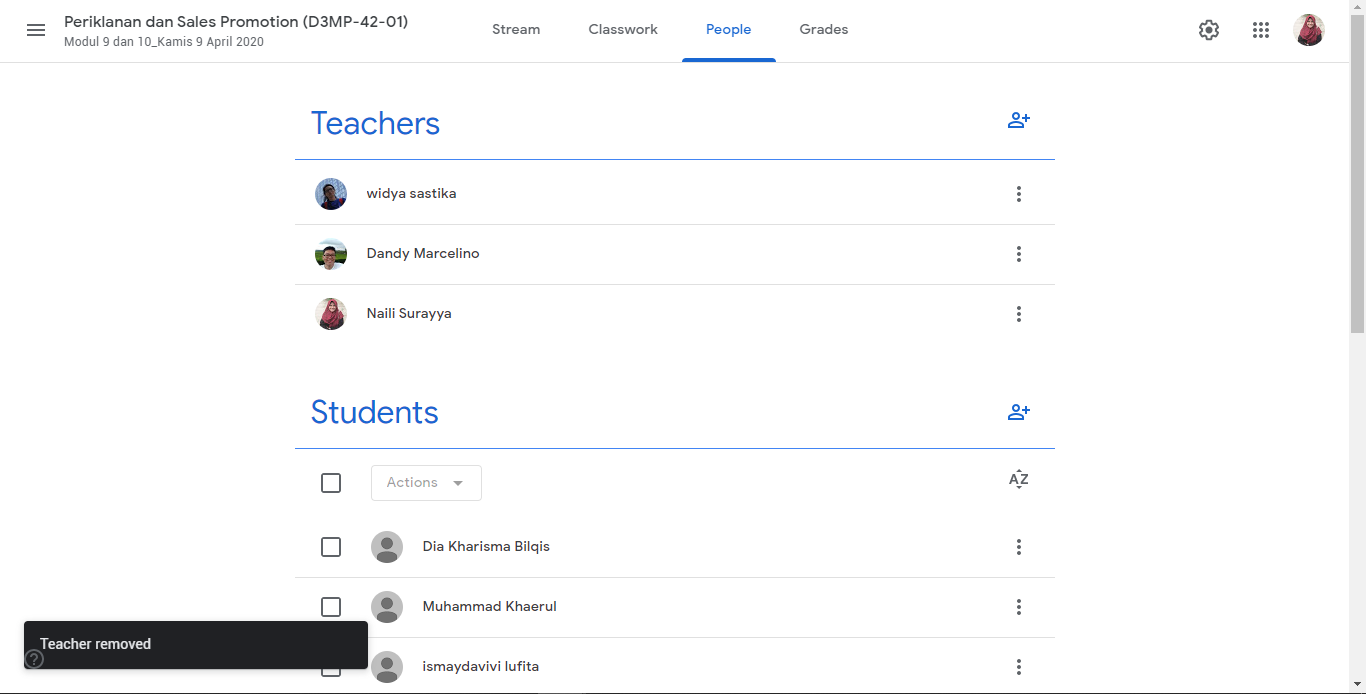 Periklanan dan Sales Promotion (D3MP-42-01)
Modul 9 dan 10_Kamis 9 April 2020
Stream Classwork People Grades
Teachers
widya sastika
Dandy Marcelino
Naili Surayya
Students
Actions
AZ
Dia Kharisma Bilqis
Muhammad Khaerul
Teacher removed
?
ismaydavivi lufita